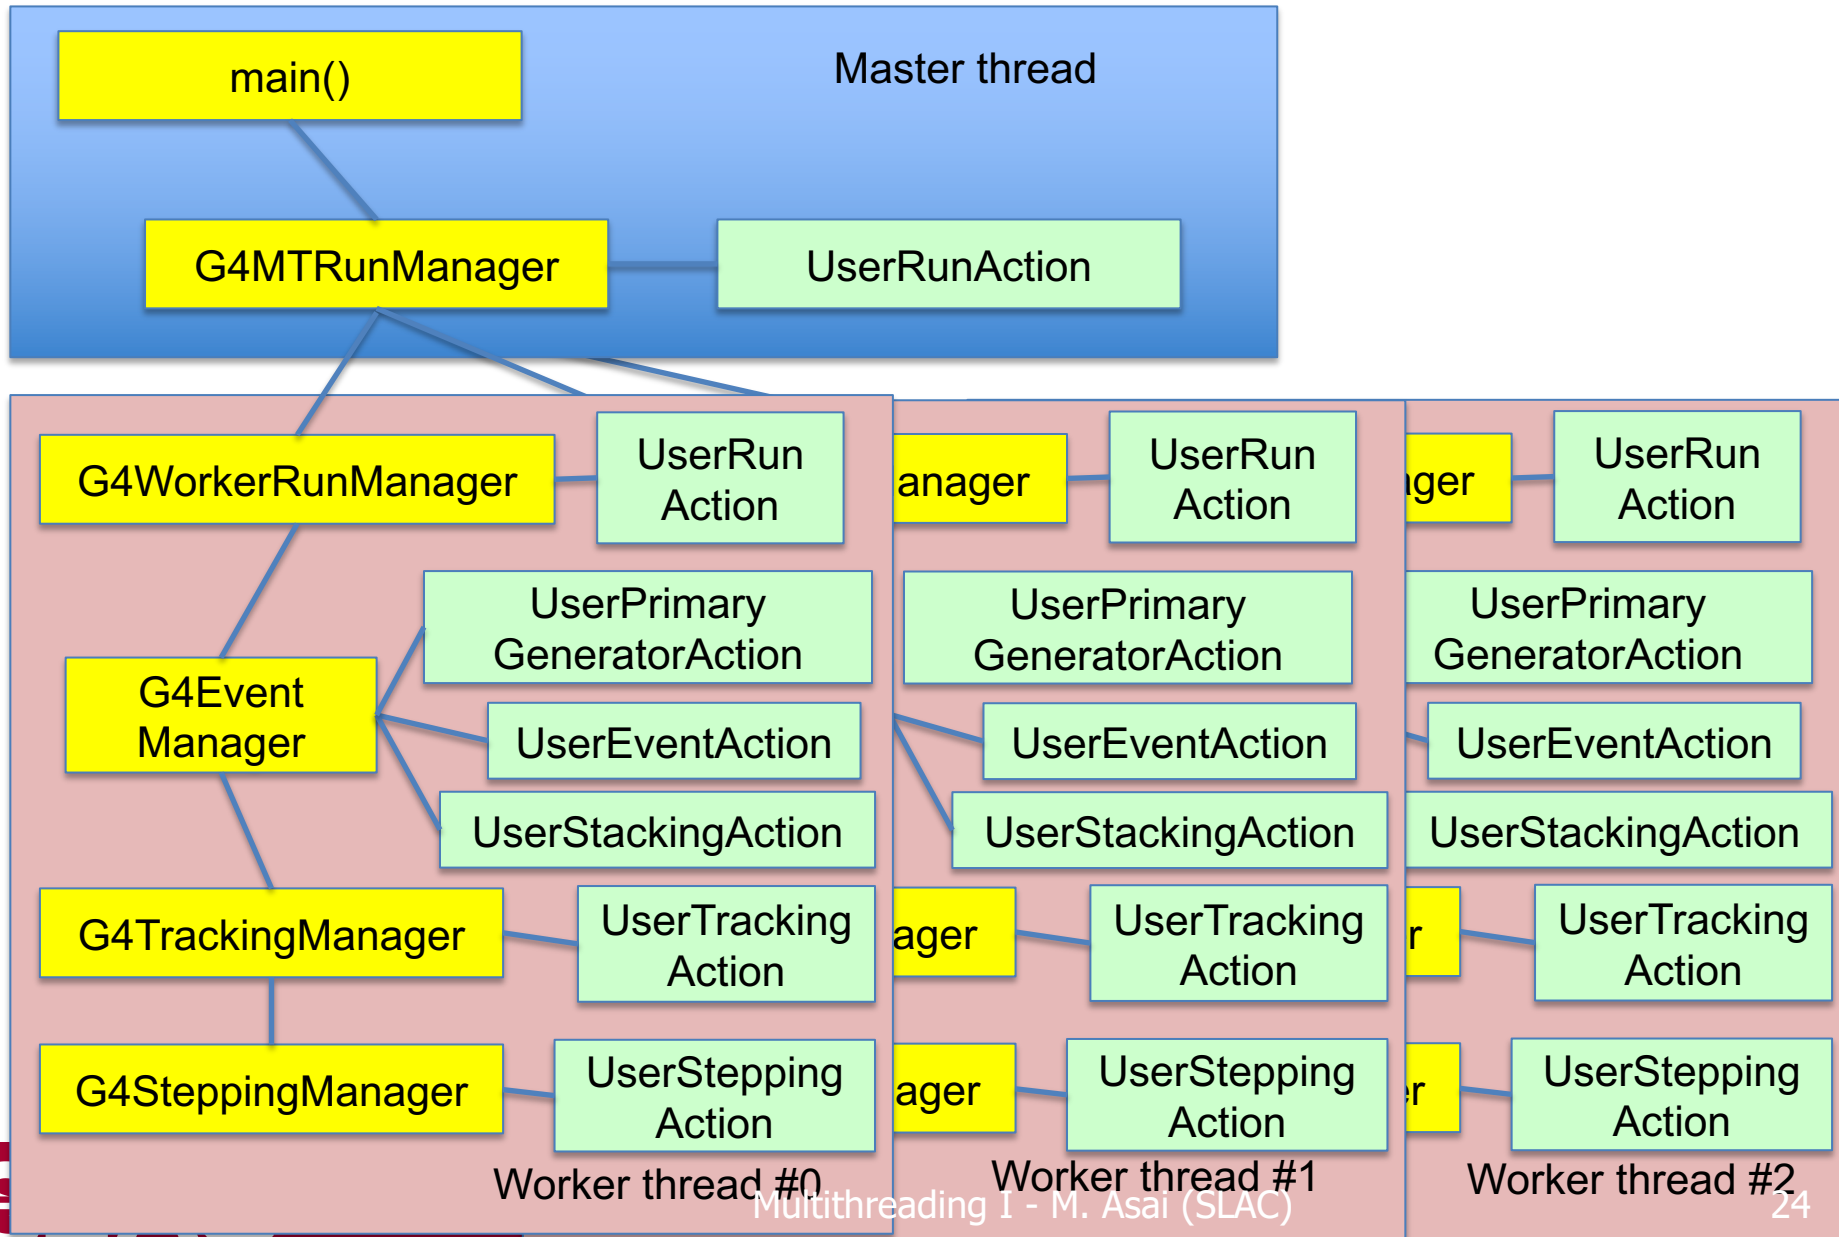 main()
Master thread
G4MTRunManager
UserRunAction
G4WorkerRunManager
UserRun
Action
UserPrimary
GeneratorAction
G4Event
Manager
UserEventAction
UserStackingAction
G4TrackingManager
UserTracking
Action
G4SteppingManager
UserStepping
Action
Worker thread #0
anager
UserRun
Action
UserPrimary
GeneratorAction
UserEventAction
UserStackingAction
ager
UserTracking
Action
ager
UserStepping
Action
Worker thread #1
ager
UserRun
Action
UserPrimary
GeneratorAction
UserEventAction
UserStackingAction
r
UserTracking
Action
er
UserStepping
Action
Worker thread #2
Multithreading I - M. Asai (SLAC)
24